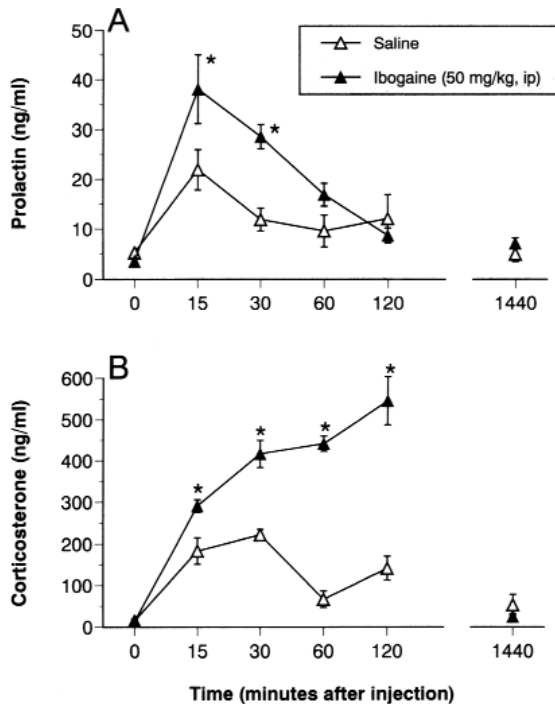 A
Saline
Ibogaine (50 mg/kg, ip)
Prolactin (ng/ml)
50
40
30
20
10
0
*
*
0 15 30 60 120 1440
B
Corticosterone (ng/ml)
600
500
400
300
200
100
0
*
*
*
*
0 15 30 60 120 1440
Time (minutes after injection)